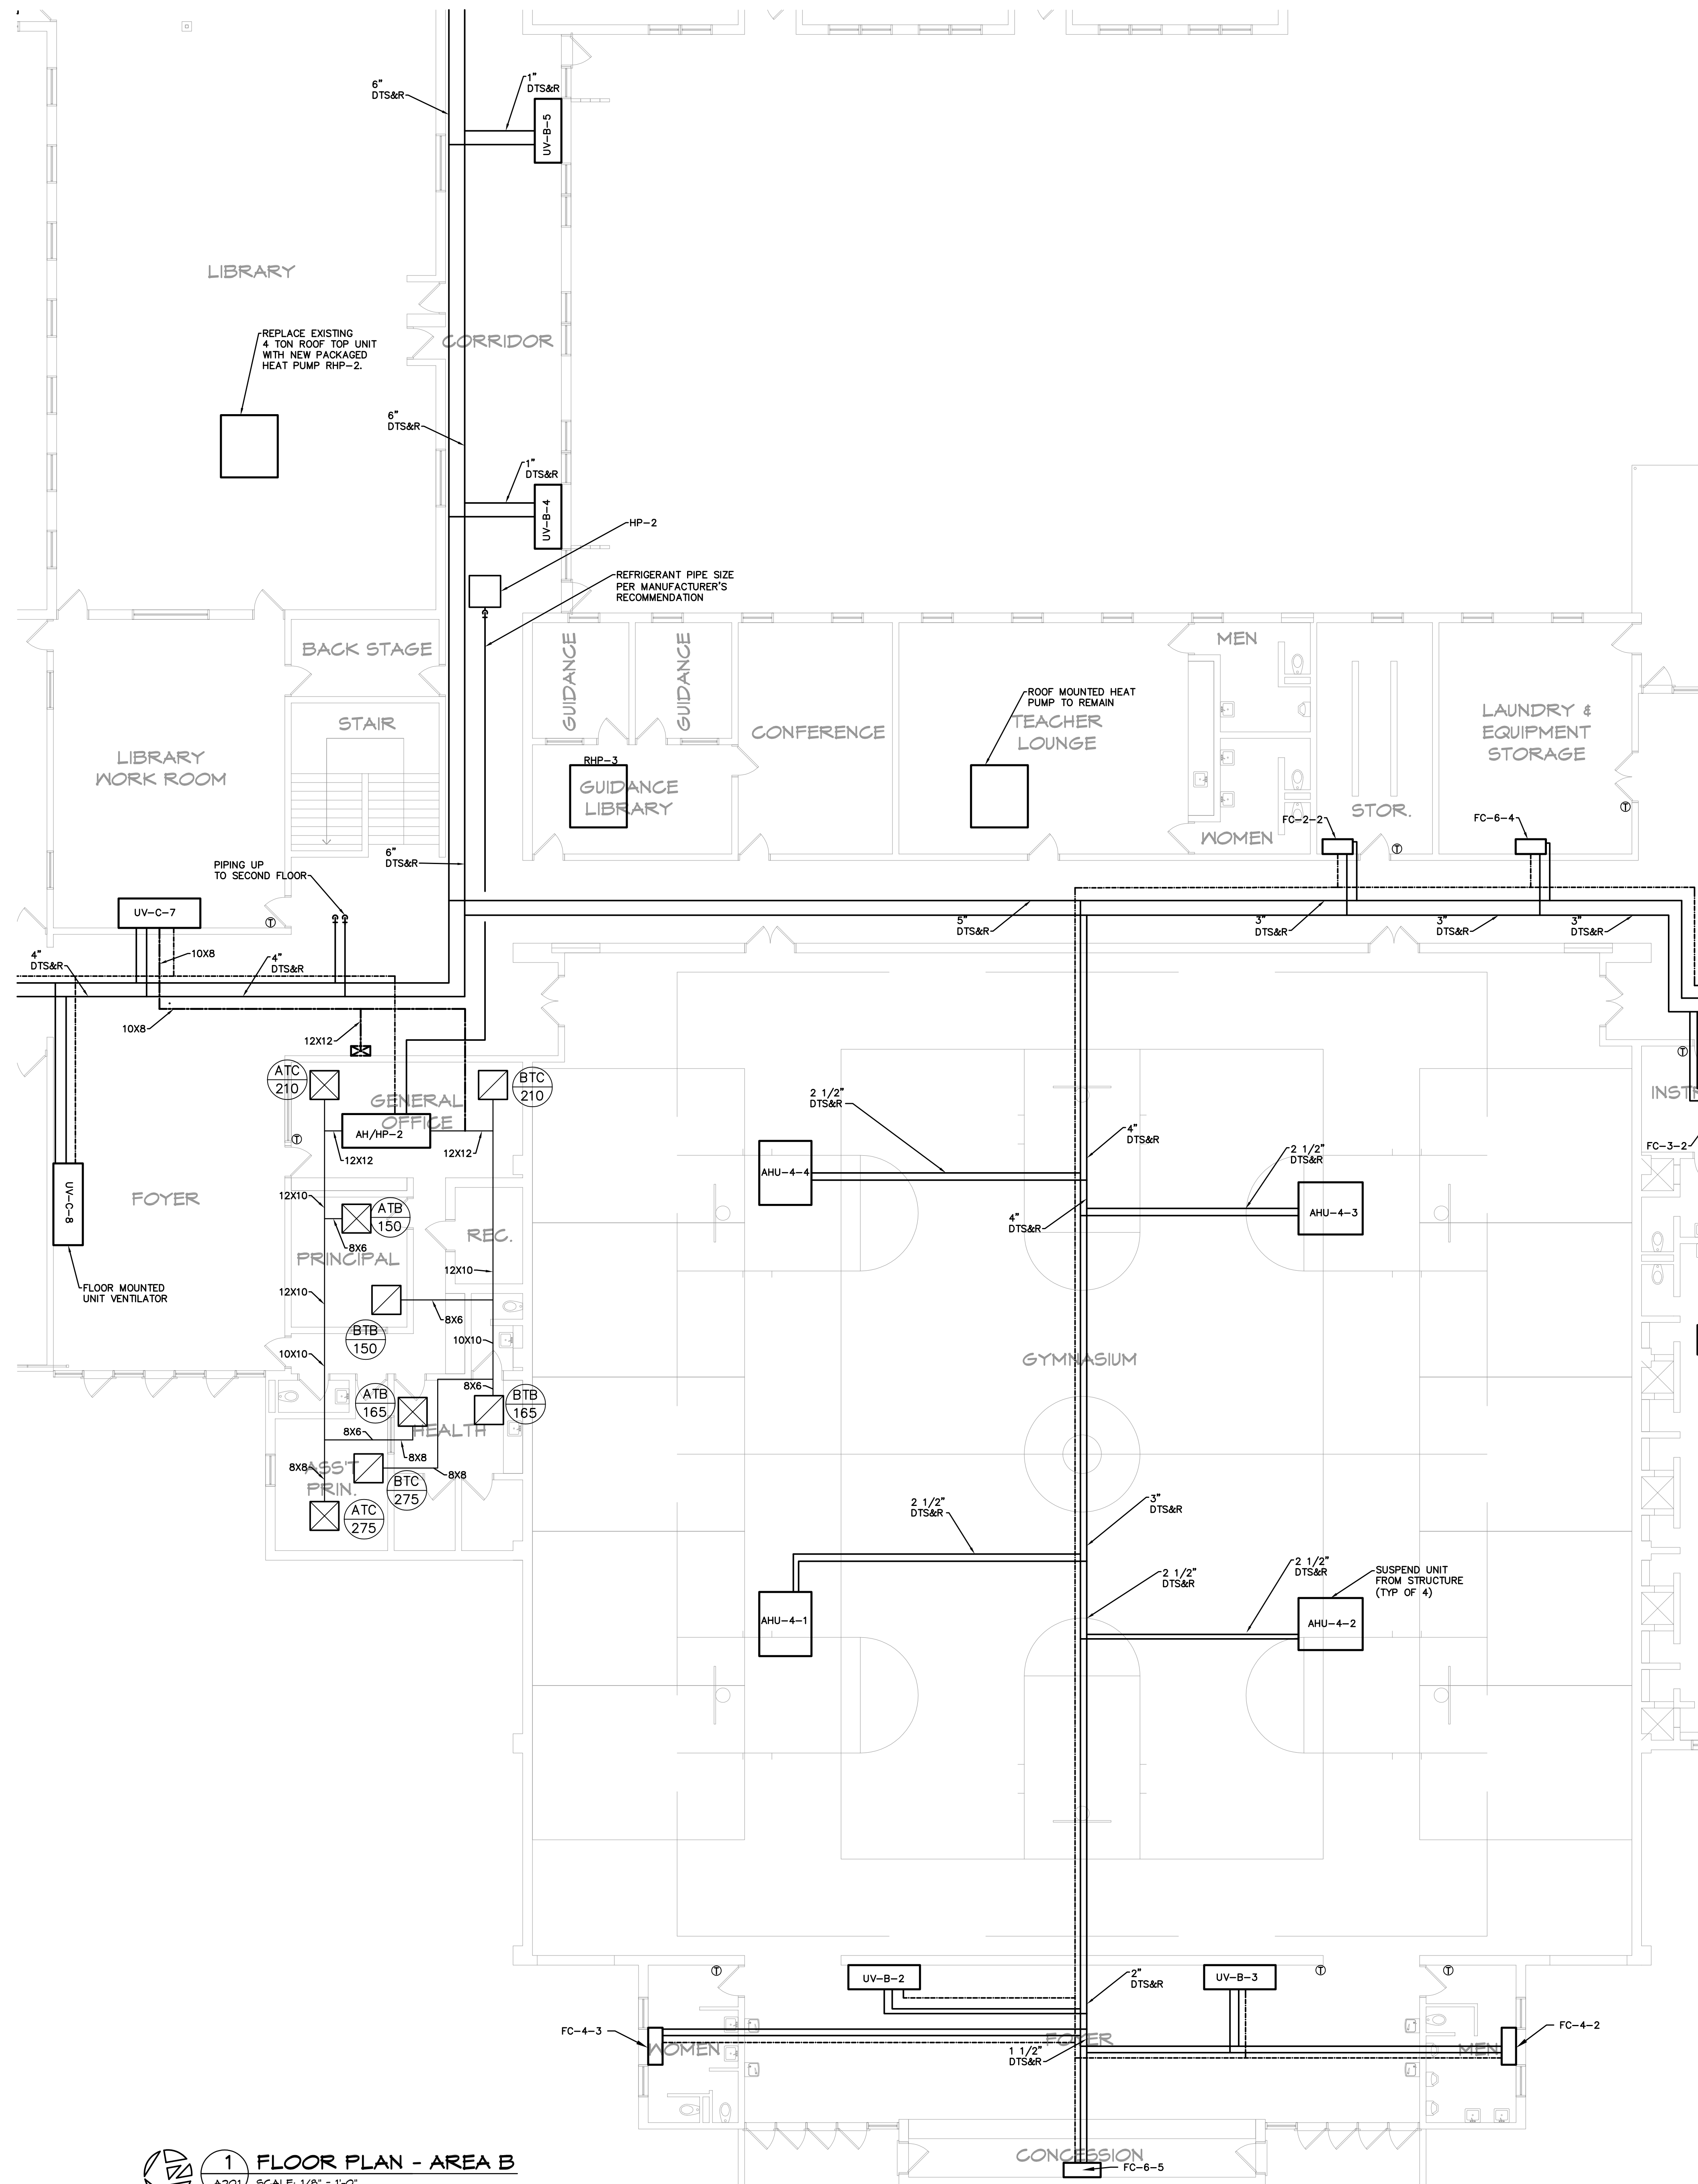 6"
DTS&R
1"
DTS&R
UV-B-5
LIBRARY
REPLACE EXISTING
4 TON ROOF TOP UNIT
WITH NEW PACKAGED
HEAT PUMP RHP-2.
CORRIDOR
6"
DTS&R
1"
DTS&R
UV-B-4
HP-2
REFRIGERANT PIPE SIZE
PER MANUFACTURER'S
RECOMMENDATION
BACK STAGE
STAIR
LIBRARY
WORK ROOM
GUIDANCE
GUIDANCE
CONFERENCE
ROOF MOUNTED HEAT
PUMP TO REMAIN
TEACHER
LOUNGE
MEN
WOMEN
LAUNDRY &
EQUIPMENT
STORAGE
STOR.
RHP-3
GUIDANCE
LIBRARY
FC-2-2
T
FC-6-4
T
6"
DTS&R
PIPING UP
TO SECOND FLOOR
UV-C-7
T
10X8
4"
DTS&R
4"
DTS&R
5"
DTS&R
3"
DTS&R
3"
DTS&R
3"
DTS&R
10X8
12X12
ATC
210
GENERAL
OFFICE
BTC
210
AH/HP-2
T
12X12
12X12
T
INST
FC-3-2
2 1/2"
DTS&R
AHU-4-4
4"
DTS&R
2 1/2"
DTS&R
AHU-4-3
4"
DTS&R
UV-C-8
FOYER
12X10
ATB
150
8X6
PRINCIPAL
REC.
12X10
FLOOR MOUNTED
UNIT VENTILATOR
12X10
8X6
BTB
150
10X10
10X10
GYMNASIUM
ATB
165
8X6
BTB
165
HEALTH
8X6
8X8
8X8
ASS'T
PRIN.
8X8
BTC
275
ATC
275
2 1/2"
DTS&R
3"
DTS&R
2 1/2"
DTS&R
2 1/2"
DTS&R
SUSPEND UNIT
FROM STRUCTURE
(TYP OF 4)
AHU-4-1
AHU-4-2
T
UV-B-2
2"
DTS&R
UV-B-3
T
T
FC-4-3
WOMEN
FOYER
1 1/2"
DTS&R
MEN
FC-4-2
CONCESSION
FC-6-5
1
A201
FLOOR PLAN - AREA B
SCALE: 1/8" = 1'-0"